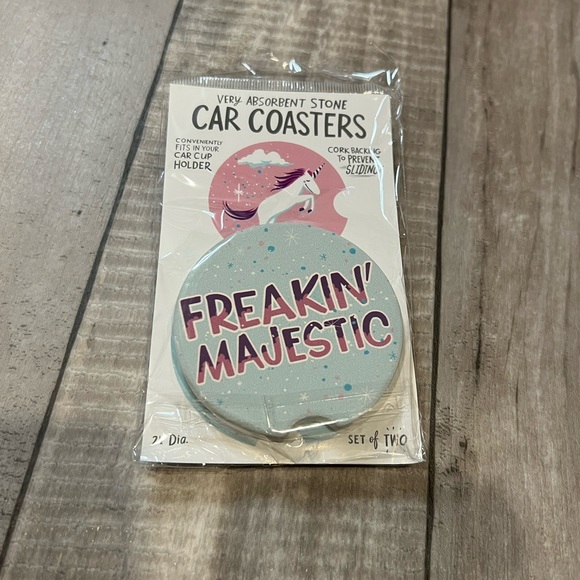 VERY ABSORBENT STONE
CAR COASTERS
CONVENIENTLY
FITS IN YOUR
CAR CUP
HOLDER
CORK BACKING
TO PREVENT
SLIDING
FREAKIN'
MAJESTIC
Dia.
SET of TWO